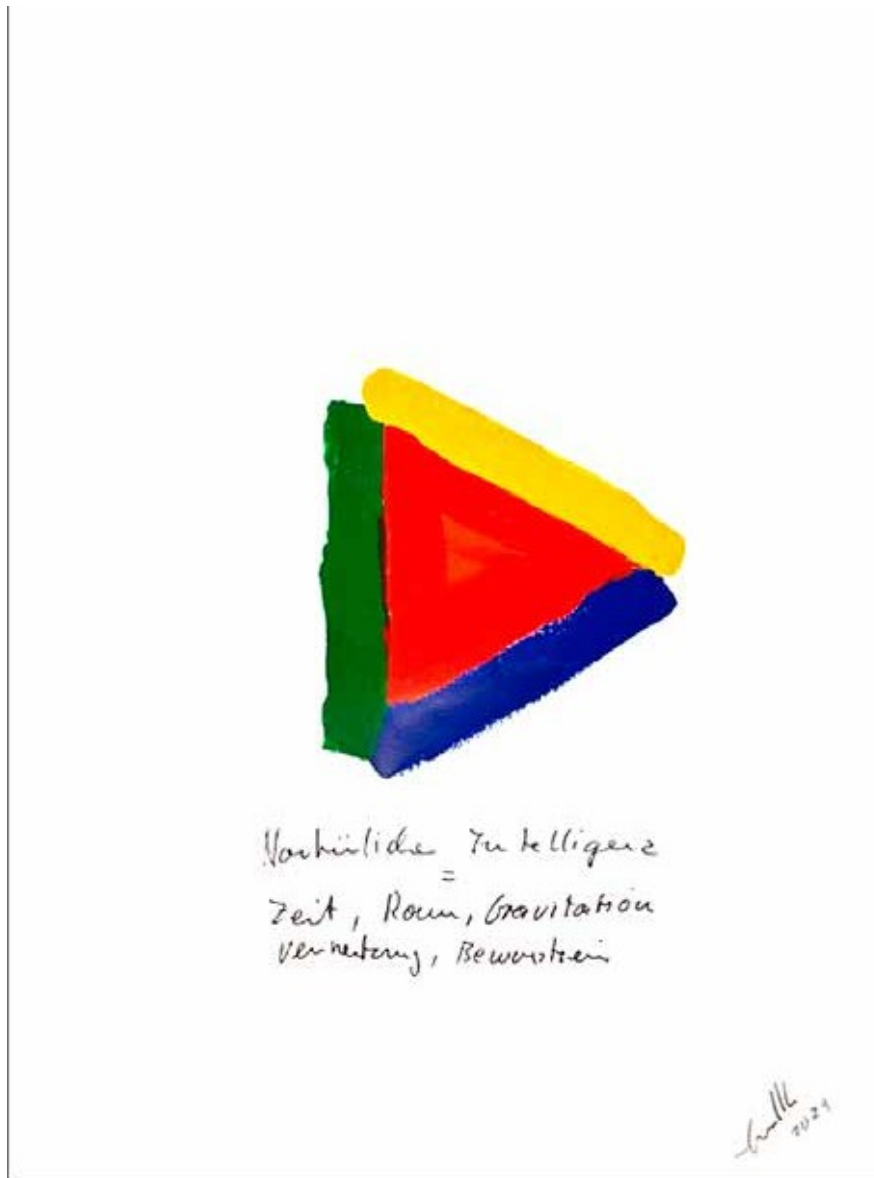 Natürliche Intelligenz
=
Zeit, Raum, Gravitation
Vernetzung, Bewusstsein
2021